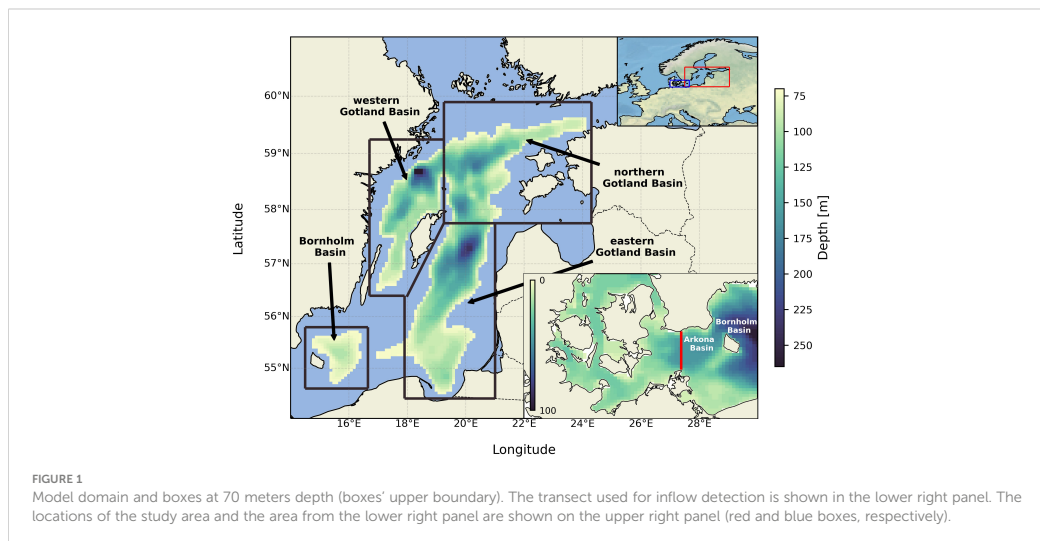 60°N
59°N
58°N
57°N
56°N
55°N
Latitude
16°E
18°E
20°E
22°E
24°E
26°E
28°E
Longitude
western
Gotland Basin
northern
Gotland Basin
Bornholm
Basin
eastern
Gotland Basin
0
100
Bornholm
Basin
Arkona
Basin
75
100
125
150
175
200
225
250
Depth [m]
FIGURE 1
Model domain and boxes at 70 meters depth (boxes’ upper boundary). The transect used for inflow detection is shown in the lower right panel. The
locations of the study area and the area from the lower right panel are shown on the upper right panel (red and blue boxes, respectively).